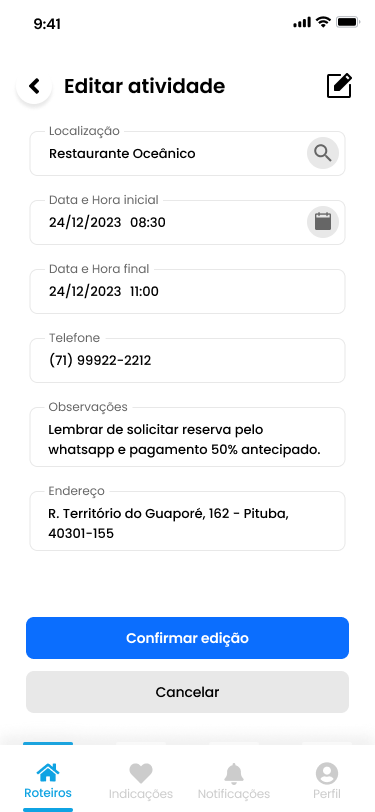 9:41
Editar atividade
Localização
Restaurante Oceânico
Data e Hora inicial
24/12/2023 08:30
Data e Hora final
24/12/2023 11:00
Telefone
(71) 99922-2212
Observações
Lembrar de solicitar reserva pelo
whatsapp e pagamento 50% antecipado.
Endereço
R. Território do Guaporé, 162 - Pituba,
40301-155
Confirmar edição
Cancelar
Roteiros
Indicações
Notificações
Perfil